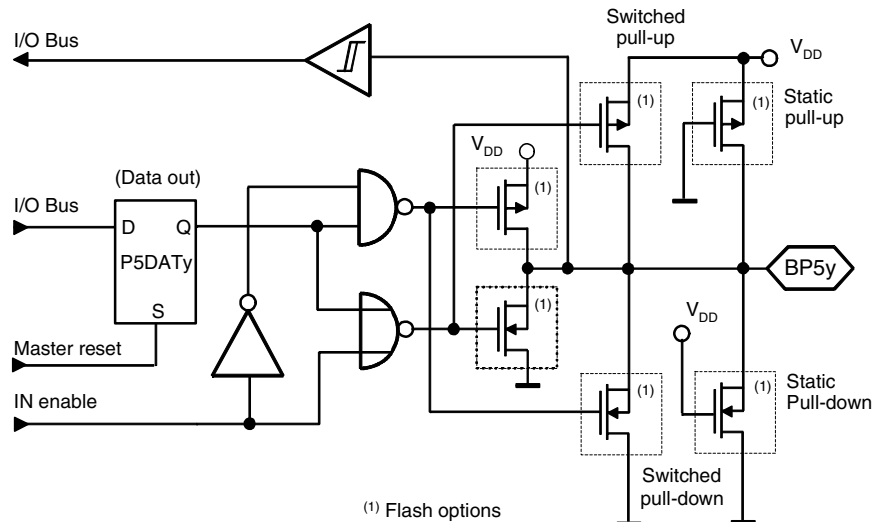 I/O Bus
Switched
pull-up
V_DD
(1)
(1)
Static
pull-up
V_DD
(1)
(Data out)
I/O Bus
D
Q
P5DATy
S
BP5y
(1)
V_DD
Master reset
IN enable
(1)
(1)
Static
Pull-down
Switched
pull-down
(1) Flash options